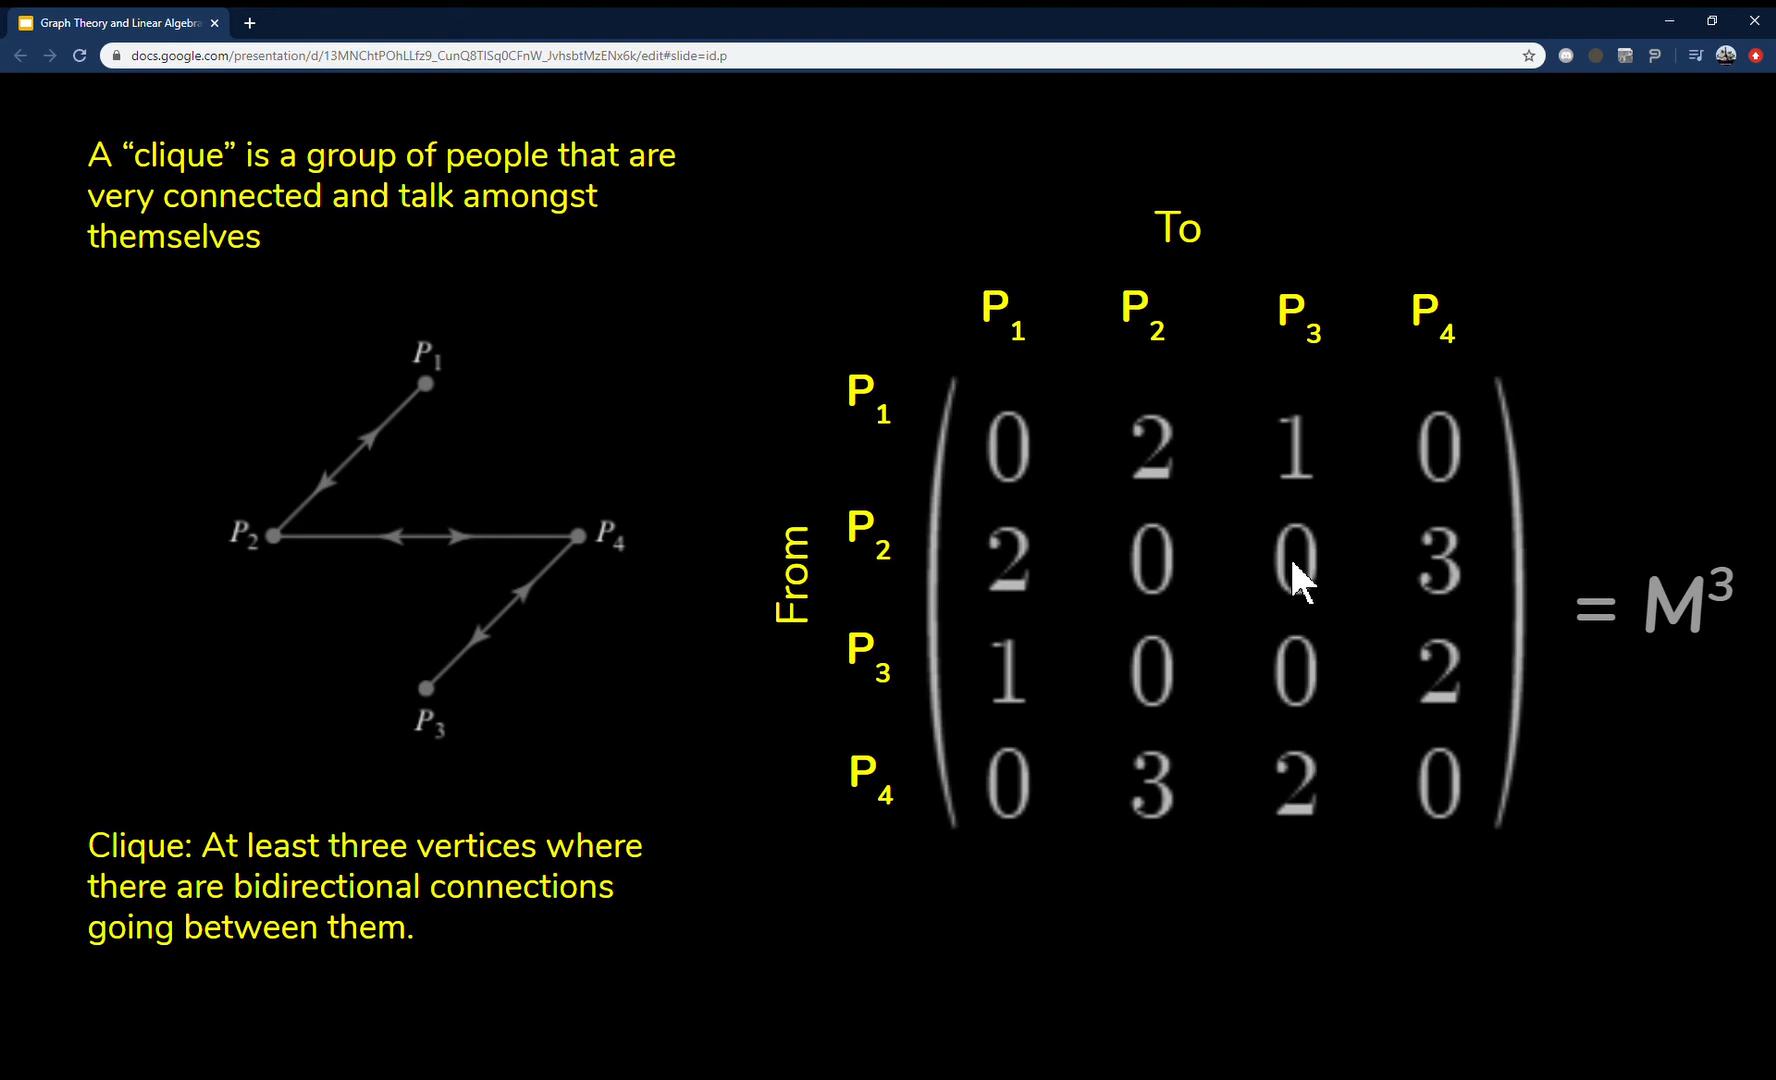 Graph Theory and Linear Algebra
docs.google.com/presentation/d/13MNChtPOhLLfz9_CunQ8TlSq0CFnW_JvhsbtMzENx6k/edit#slide=id.p
A “clique” is a group of people that are
very connected and talk amongst
themselves
P1
P2
P4
P3
Clique: At least three vertices where
there are bidirectional connections
going between them.
To
P1 P2 P3 P4
From
P1 0 2 1 0
P2 2 0 0 3
P3 1 0 0 2
P4 0 3 2 0
= M³